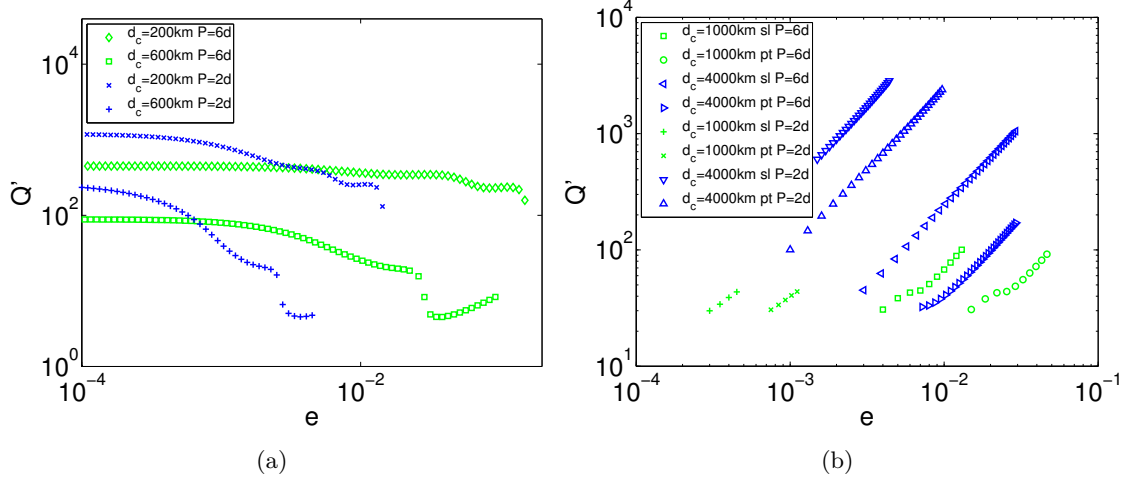 d_c=200km P=6d
d_c=600km P=6d
d_c=200km P=2d
d_c=600km P=2d
10^4
10^2
10^0
Q'
10^-4
10^-2
e
(a)
d_c=1000km sl P=6d
d_c=1000km pt P=6d
d_c=4000km sl P=6d
d_c=4000km pt P=6d
d_c=1000km sl P=2d
d_c=1000km pt P=2d
d_c=4000km sl P=2d
d_c=4000km pt P=2d
10^4
10^3
10^2
10^1
Q'
10^-4
10^-3
10^-2
10^-1
e
(b)